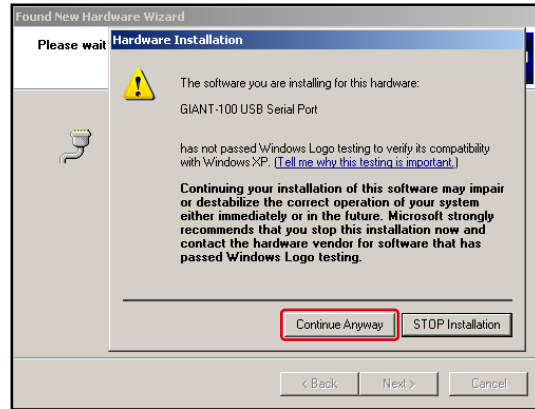 Found New Hardware Wizard
Please wait
Hardware Installation
The software you are installing for this hardware:
GIANT-100 USB Serial Port
has not passed Windows Logo testing to verify its compatibility
with Windows XP. (Tell me why this testing is important.)
Continuing your installation of this software may impair
or destabilize the correct operation of your system
either immediately or in the future. Microsoft strongly
recommends that you stop this installation now and
contact the hardware vendor for software that has
passed Windows Logo testing.
Continue Anyway
STOP Installation
< Back
Next >
Cancel